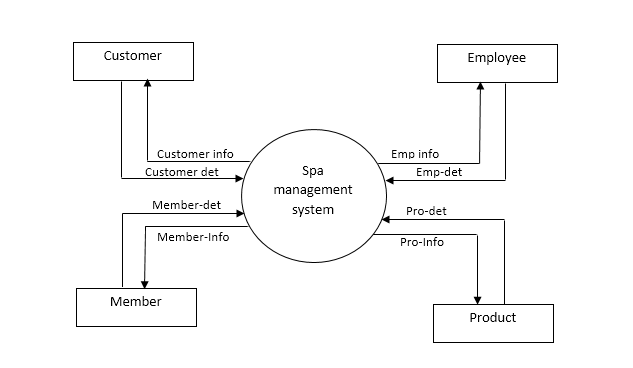 Customer
Employee
Customer info
Emp info
Customer det
Emp-det
Spa
management
system
Member-det
Pro-det
Member-Info
Pro-Info
Member
Product